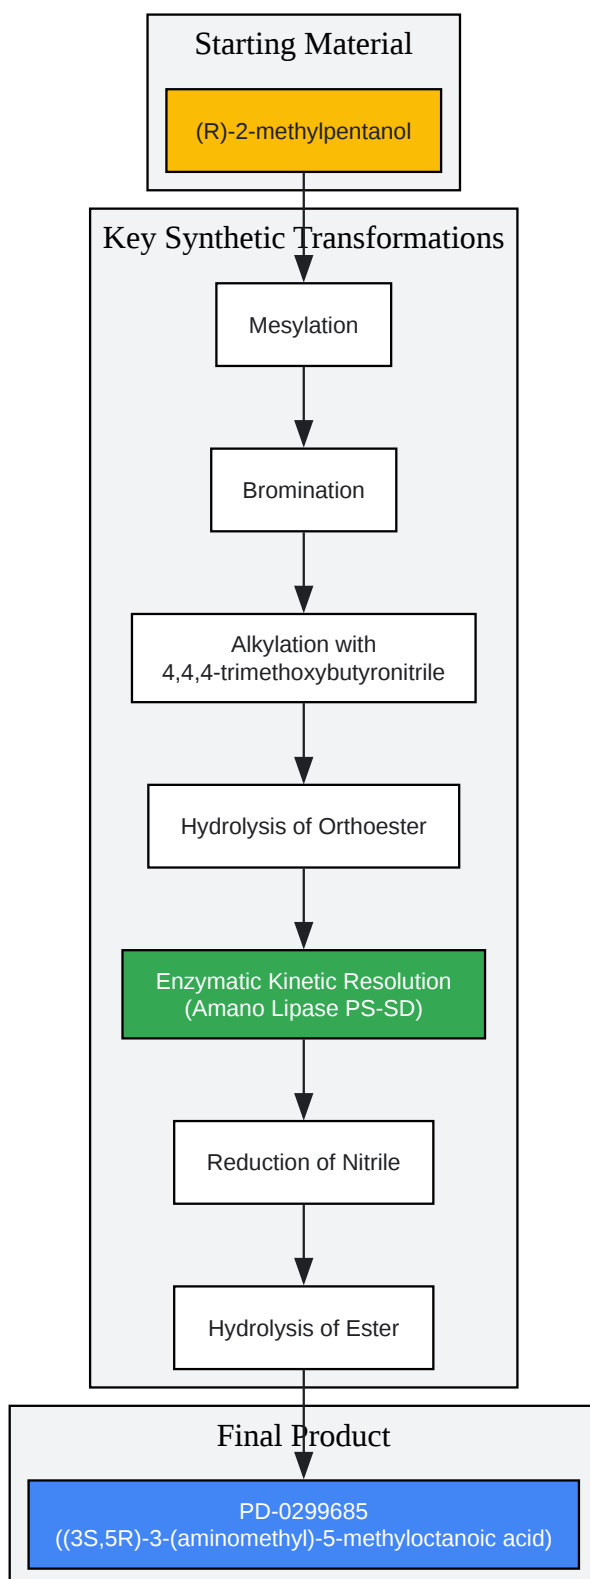 Starting Material
(R)-2-methylpentanol
Key Synthetic Transformations
Mesylation
Bromination
Alkylation with
4,4,4-trimethoxybutyronitrile
Hydrolysis of Orthoester
Enzymatic Kinetic Resolution
(Amano Lipase PS-SD)
Reduction of Nitrile
Hydrolysis of Ester
Final Product
PD-0299685
((3S,5R)-3-(aminomethyl)-5-methyloctanoic acid)